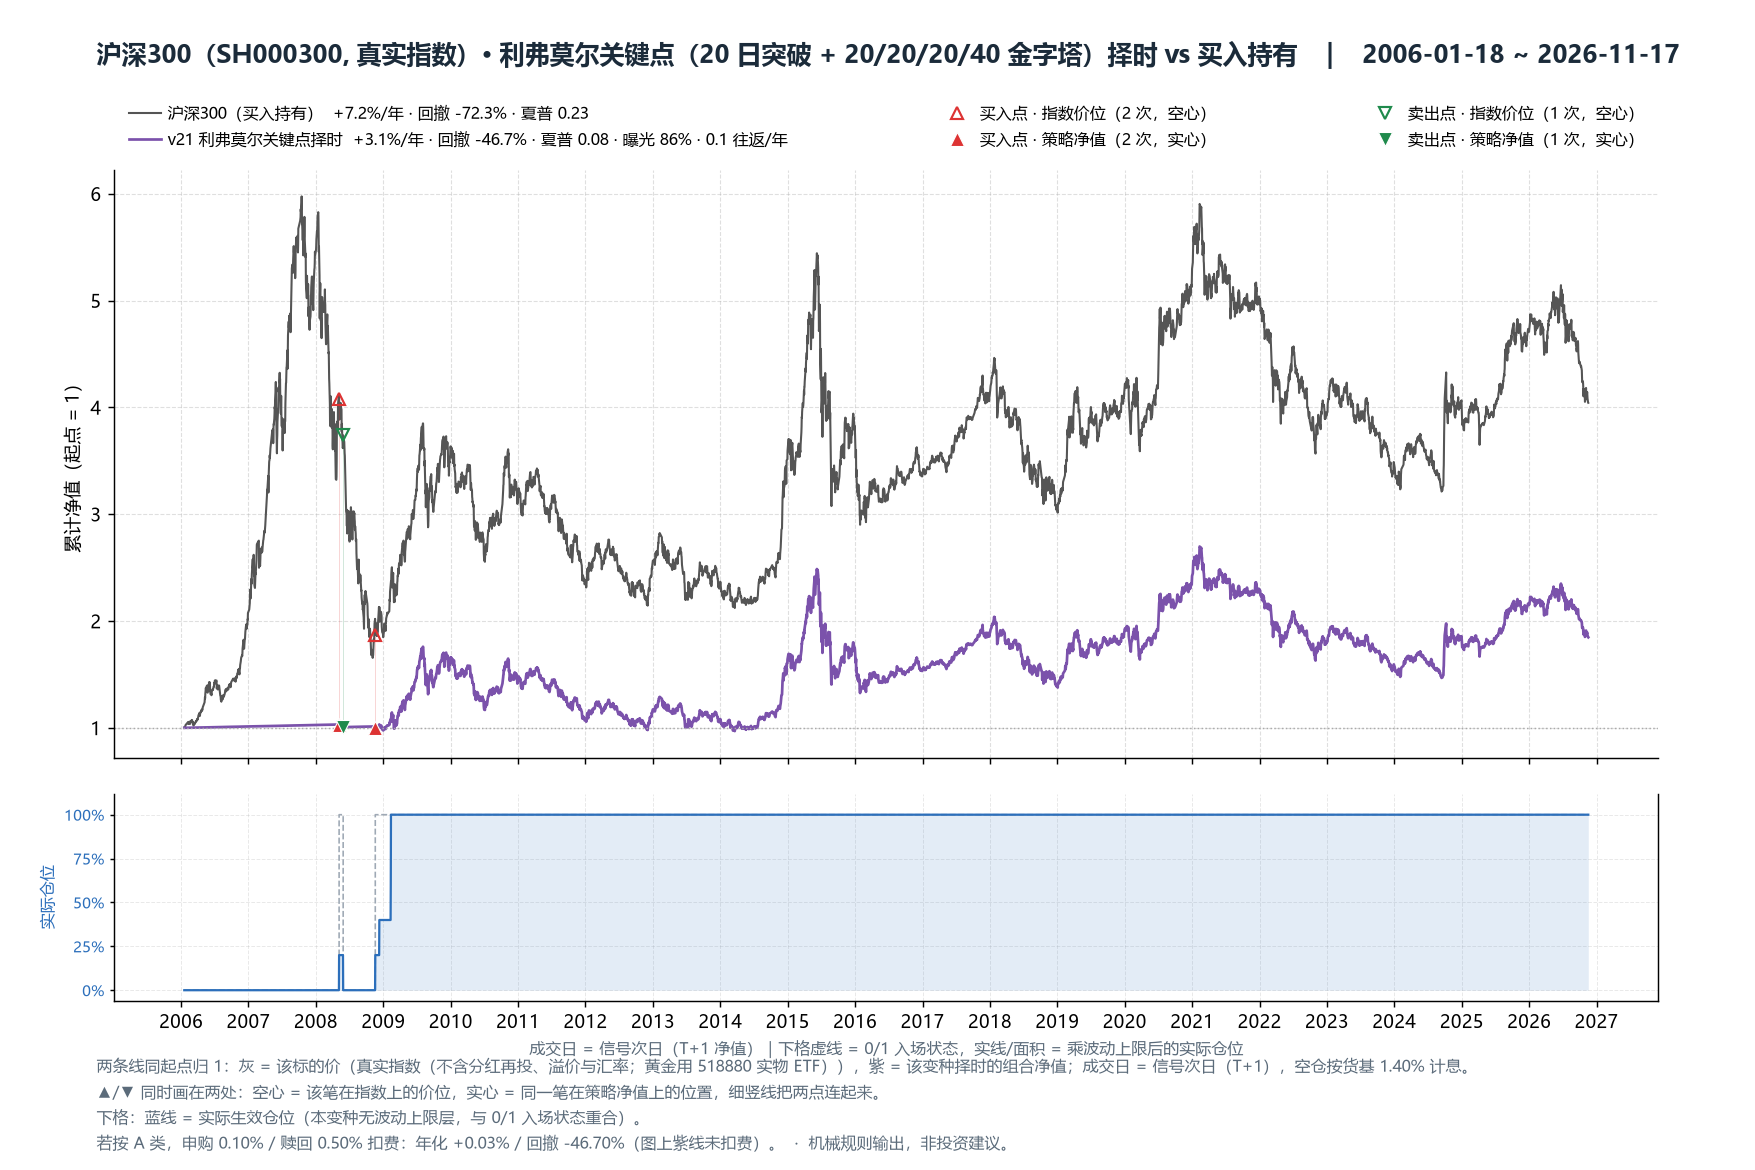 沪深300（SH000300, 真实指数）• 利弗莫尔关键点（20 日突破 + 20/20/20/40 金字塔）择时 vs 买入持有 | 2006-01-18 ~ 2026-11-17
沪深300（买入持有） +7.2%/年 · 回撤 -72.3% · 夏普 0.23
v21 利弗莫尔关键点择时 +3.1%/年 · 回撤 -46.7% · 夏普 0.08 · 曝光 86% · 0.1 往返/年
买入点 · 指数价位（2 次，空心）
买入点 · 策略净值（2 次，实心）
卖出点 · 指数价位（1 次，空心）
卖出点 · 策略净值（1 次，实心）
累计净值（起点 = 1）
6
5
4
3
2
1
实际仓位
100%
75%
50%
25%
0%
2006 2007 2008 2009 2010 2011 2012 2013 2014 2015 2016 2017 2018 2019 2020 2021 2022 2023 2024 2025 2026 2027
成交日 = 信号次日（T+1 净值）｜下格虚线 = 0/1 入场状态，实线/面积 = 乘波动上限后的实际仓位
两条线同起点归 1：灰 = 该标的价（真实指数（不含分红再投、溢价与汇率；黄金用 518880 实物 ETF）），紫 = 该变种择时的组合净值；成交日 = 信号次日（T+1），空仓按货基 1.40% 计息。
▲/▼ 同时画在两处：空心 = 该笔在指数上的价位，实心 = 同一笔在策略净值上的位置，细竖线把两点连起来。
下格：蓝线 = 实际生效仓位（本变种无波动上限层，与 0/1 入场状态重合）。
若按 A 类，申购 0.10% / 赎回 0.50% 扣费：年化 +0.03% / 回撤 -46.70%（图上紫线未扣费）。 · 机械规则输出，非投资建议。